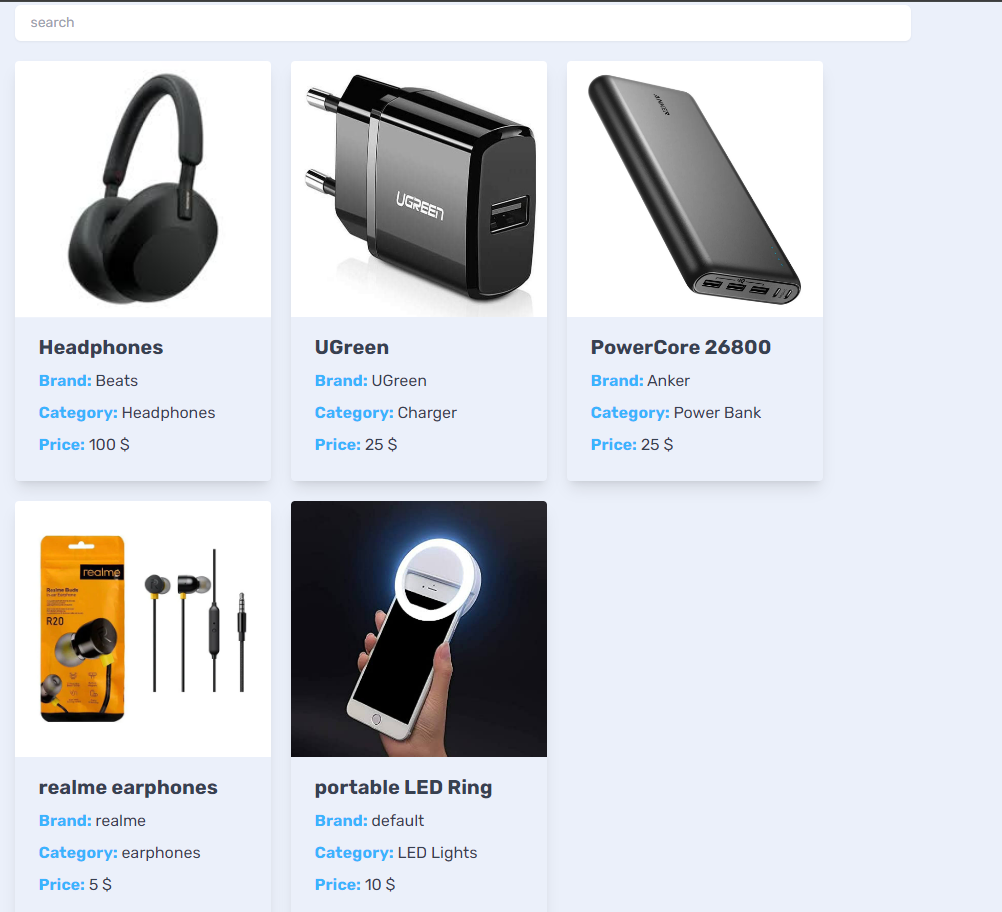 search
UGREEN
ANKER
Headphones
Brand: Beats
Category: Headphones
Price: 100 $
UGreen
Brand: UGreen
Category: Charger
Price: 25 $
PowerCore 26800
Brand: Anker
Category: Power Bank
Price: 25 $
realme
Realme Buds
R20
realme earphones
Brand: realme
Category: earphones
Price: 5 $
portable LED Ring
Brand: default
Category: LED Lights
Price: 10 $